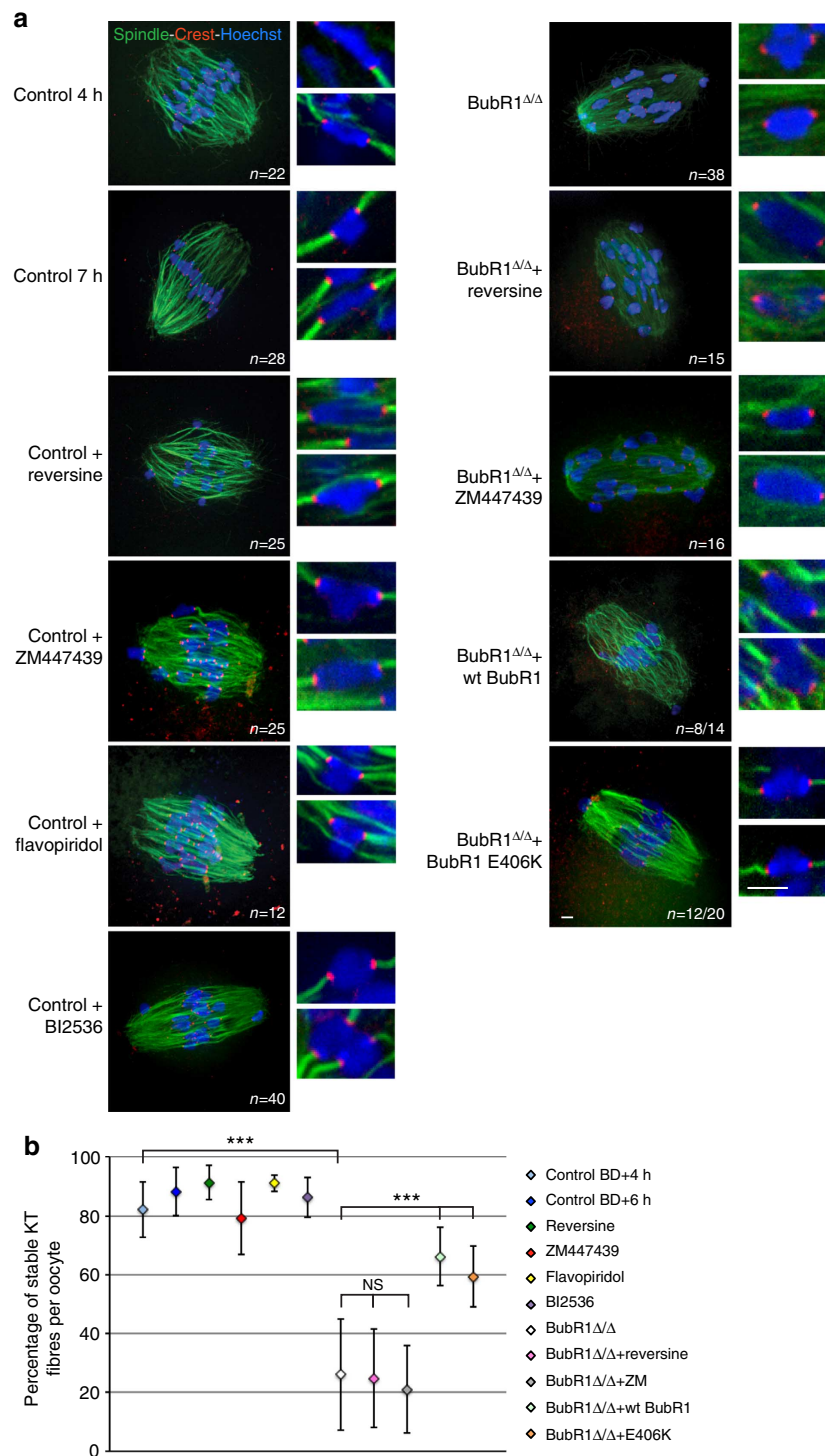 a
Spindle-Crest-Hoechst
Control 4 h
n=22
Control 7 h
n=28
Control +
reversine
n=25
Control +
ZM447439
n=25
Control +
flavopiridol
n=12
Control +
BI2536
n=40
BubR1Δ/Δ
n=38
BubR1Δ/Δ+
reversine
n=15
BubR1Δ/Δ+
ZM447439
n=16
BubR1Δ/Δ+
wt BubR1
n=8/14
BubR1Δ/Δ+
BubR1 E406K
n=12/20
b
Percentage of stable KT
fibres per oocyte
100
80
60
40
20
0
***
***
NS
Control BD+4 h
Control BD+6 h
Reversine
ZM447439
Flavopiridol
BI2536
BubR1Δ/Δ
BubR1Δ/Δ+reversine
BubR1Δ/Δ+ZM
BubR1Δ/Δ+wt BubR1
BubR1Δ/Δ+E406K